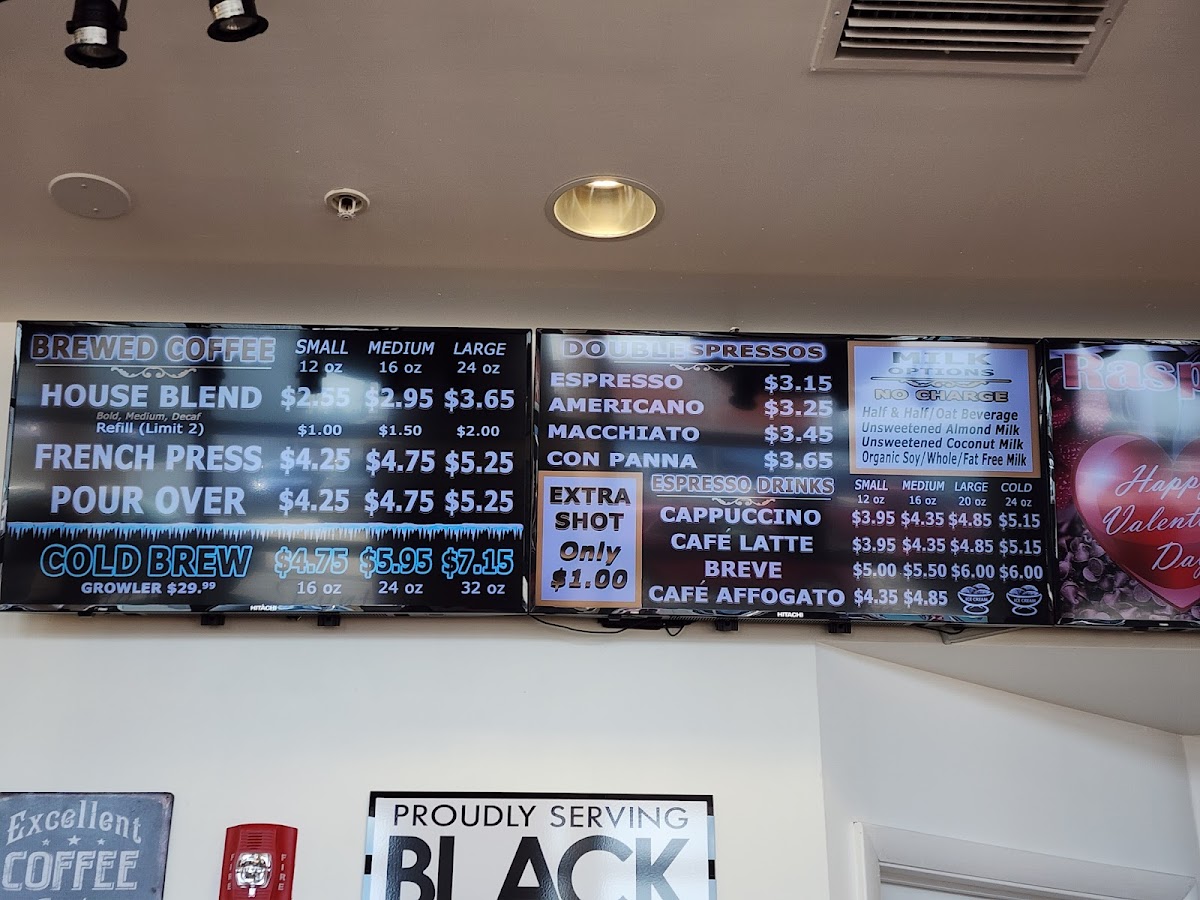 BREWED COFFEE SMALL MEDIUM LARGE
12 oz 16 oz 24 oz
HOUSE BLEND $2.55 $2.95 $3.65
Bold, Medium, Decaf
Refill (Limit 2) $1.00 $1.50 $2.00
FRENCH PRESS $4.25 $4.75 $5.25
POUR OVER $4.25 $4.75 $5.25
COLD BREW $4.75 $5.95 $7.15
GROWLER $29.99 16 oz 24 oz 32 oz
HITACHI
DOUBLE ESPRESSOS
ESPRESSO $3.15
AMERICANO $3.25
MACCHIATO $3.45
CON PANNA $3.65
MILK
OPTIONS
NO CHARGE
Half & Half/Oat Beverage
Unsweetened Almond Milk
Unsweetened Coconut Milk
Organic Soy/Whole/Fat Free Milk
EXTRA
SHOT
Only
$1.00
ESPRESSO DRINKS SMALL MEDIUM LARGE COLD
12 oz 16 oz 20 oz 24 oz
CAPPUCCINO $3.95 $4.35 $4.85 $5.15
CAFÉ LATTE $3.95 $4.35 $4.85 $5.15
BREVE $5.00 $5.50 $6.00 $6.00
CAFÉ AFFOGATO $4.35 $4.85 ICE CREAM ICE CREAM
HITACHI
Rasp
Happ
Valent
Da
Excellent
COFFEE
FIRE
FIRE
PROUDLY SERVING
BLACK